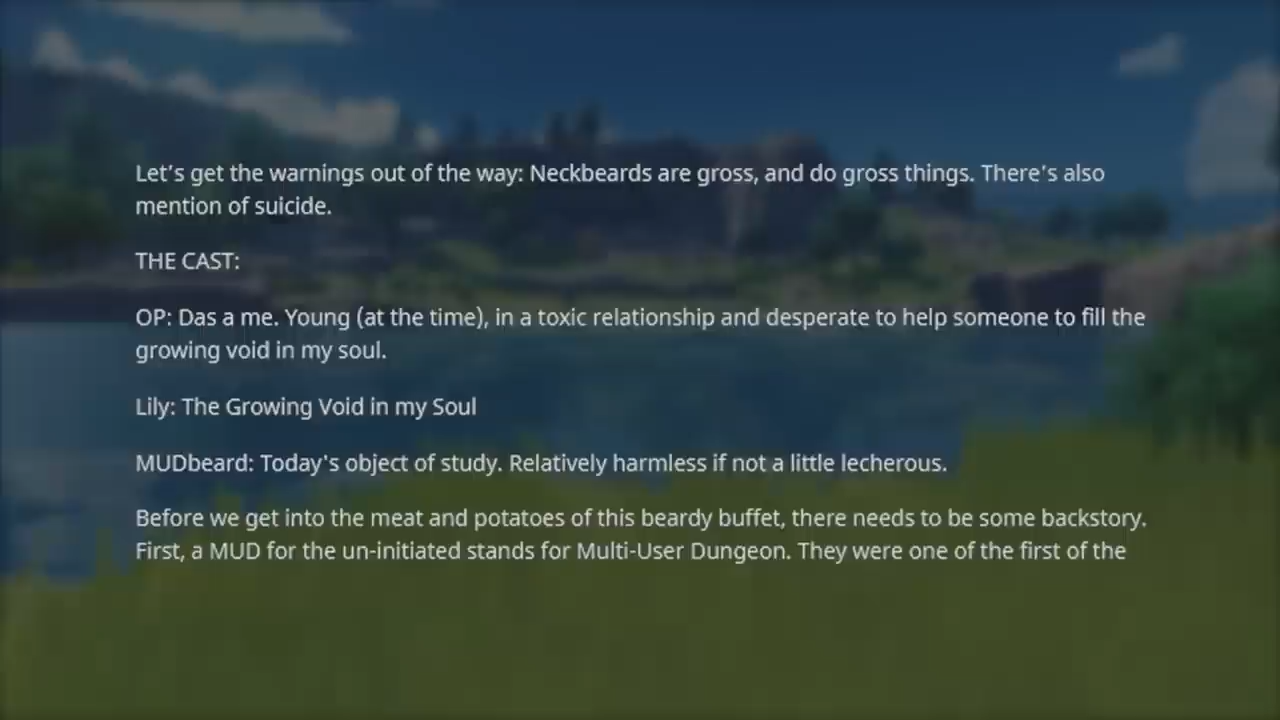 Let's get the warnings out of the way: Neckbeards are gross, and do gross things. There's also
mention of suicide.
THE CAST:
OP: Das a me. Young (at the time), in a toxic relationship and desperate to help someone to fill the
growing void in my soul.
Lily: The Growing Void in my Soul
MUDbeard: Today's object of study. Relatively harmless if not a little lecherous.
Before we get into the meat and potatoes of this beardy buffet, there needs to be some backstory.
First, a MUD for the un-initiated stands for Multi-User Dungeon. They were one of the first of the